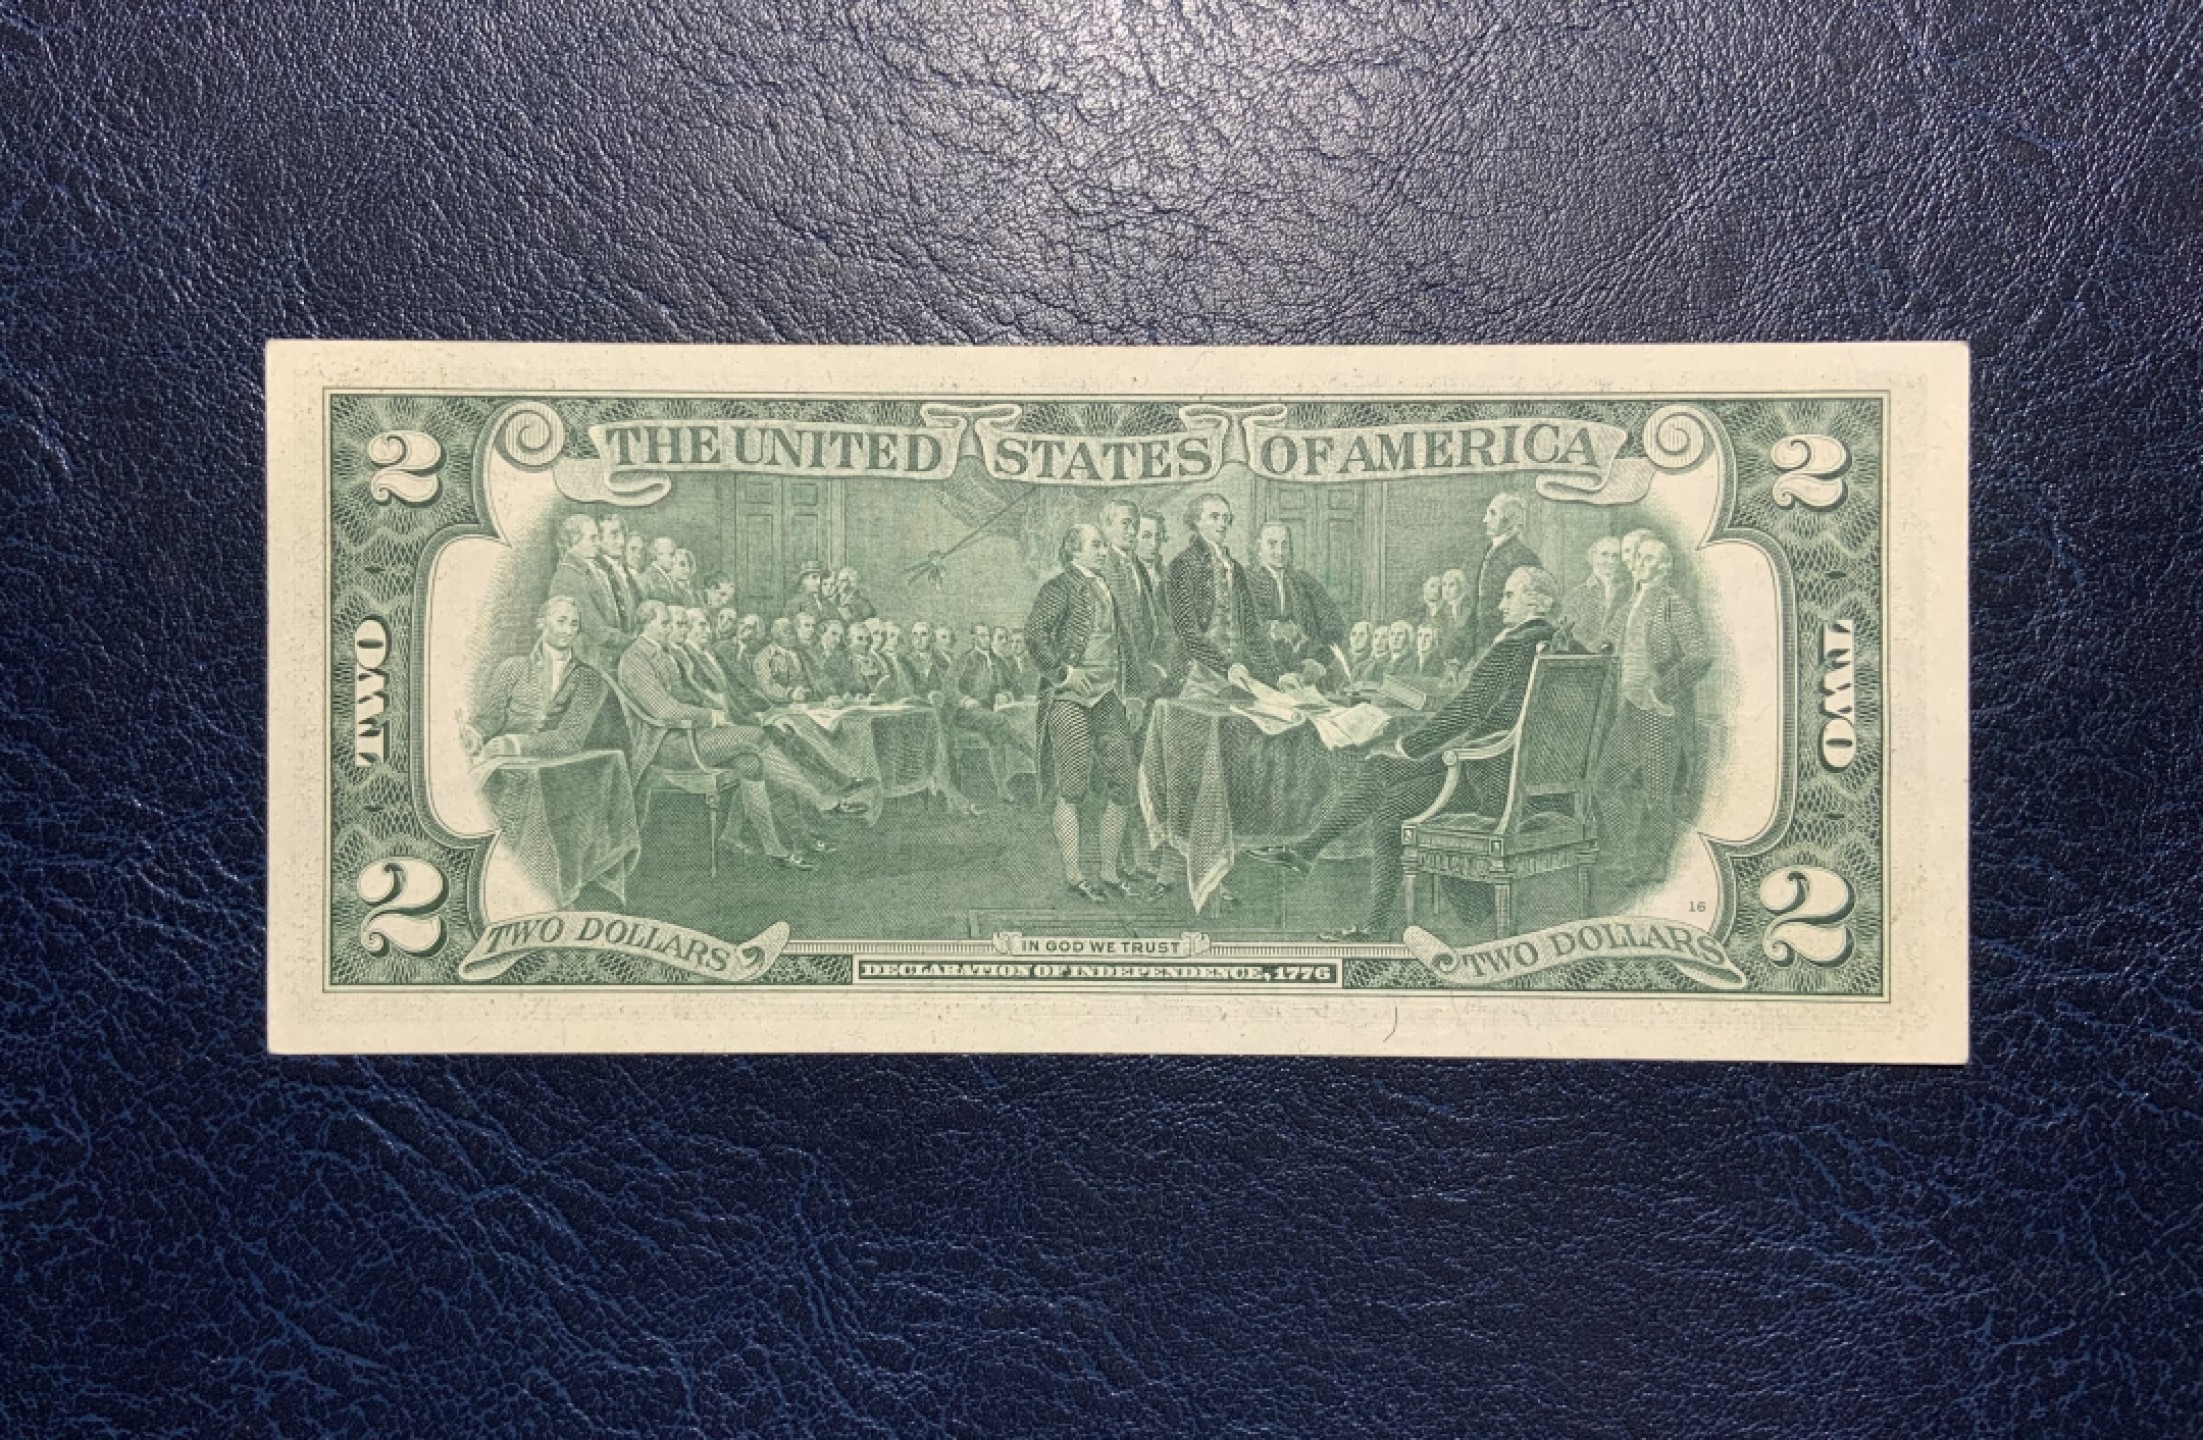 2 THE UNITED STATES OF AMERICA 2
TWO
TWO
16
2 TWO DOLLARS
IN GOD WE TRUST
TWO DOLLARS 2
DECLARATION OF INDEPENDENCE, 1776